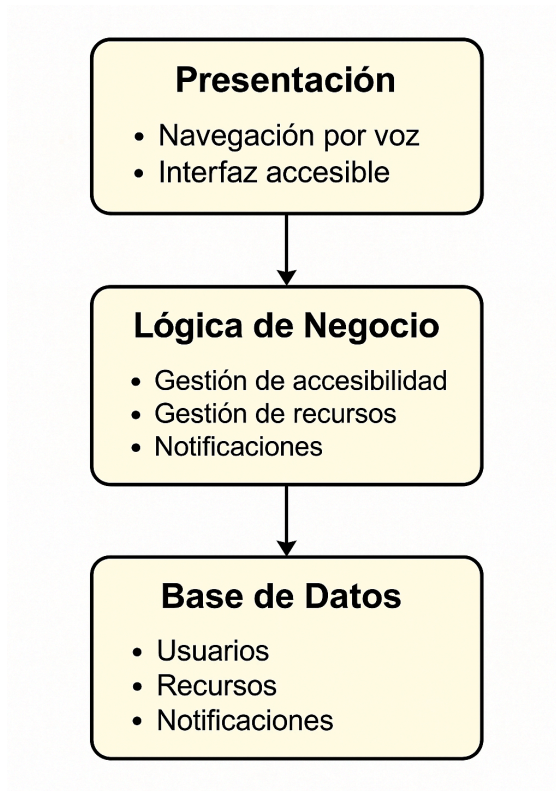 Presentación
• Navegación por voz
• Interfaz accesible
Lógica de Negocio
• Gestión de accesibilidad
• Gestión de recursos
• Notificaciones
Base de Datos
• Usuarios
• Recursos
• Notificaciones